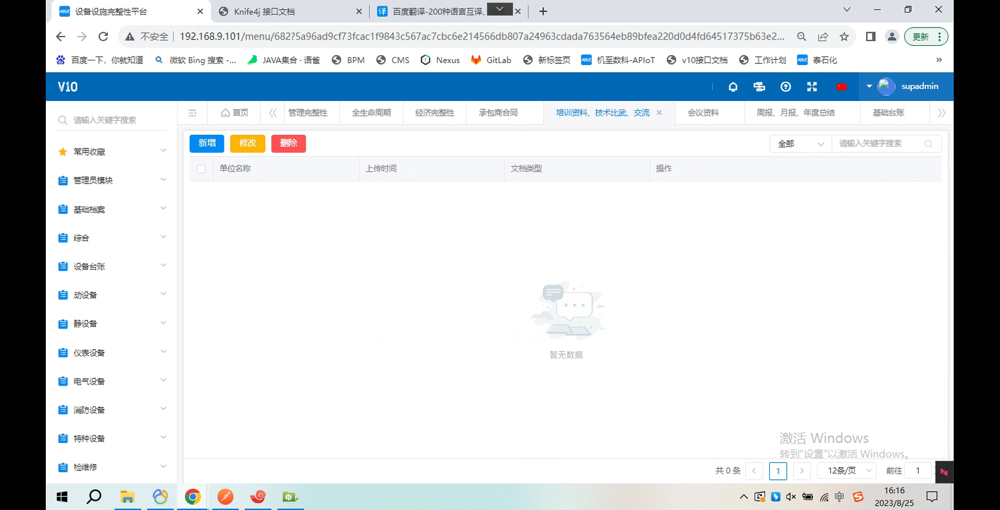 设备设施完整性平台
Knife4j 接口文档
百度翻译-200种语言互译、
不安全
192.168.9.101/menu/682?5a96ad9cf73fcac1f9843c567ac7cbc6e214566db807a24963cdada763564eb89bfea220d0d4fd64517375b63e2...
更新
百度一下，你就知道
微软 Bing 搜索 -...
JAVA集合 · 语雀
BPM
CMS
Nexus
GitLab
新标签页
机至数科-APIoT
v10接口文档
工作计划
泰石化
V10
supadmin
请输入关键字搜索
首页
管理完整性
全生命周期
经济完整性
承包商合同
培训资料、技术比武、交流
会议资料
周报、月报、年度总结
基础台账
新增
修改
删除
全部
请输入关键字搜索
单位名称
上传时间
文档类型
操作
常用收藏
管理员模块
基础档案
综合
设备台账
动设备
静设备
仪表设备
电气设备
消防设备
特种设备
检维修
暂无数据
激活 Windows
转到“设置”以激活 Windows。
共 0 条
1
12条/页
前往
1
中
16:16
2023/8/25